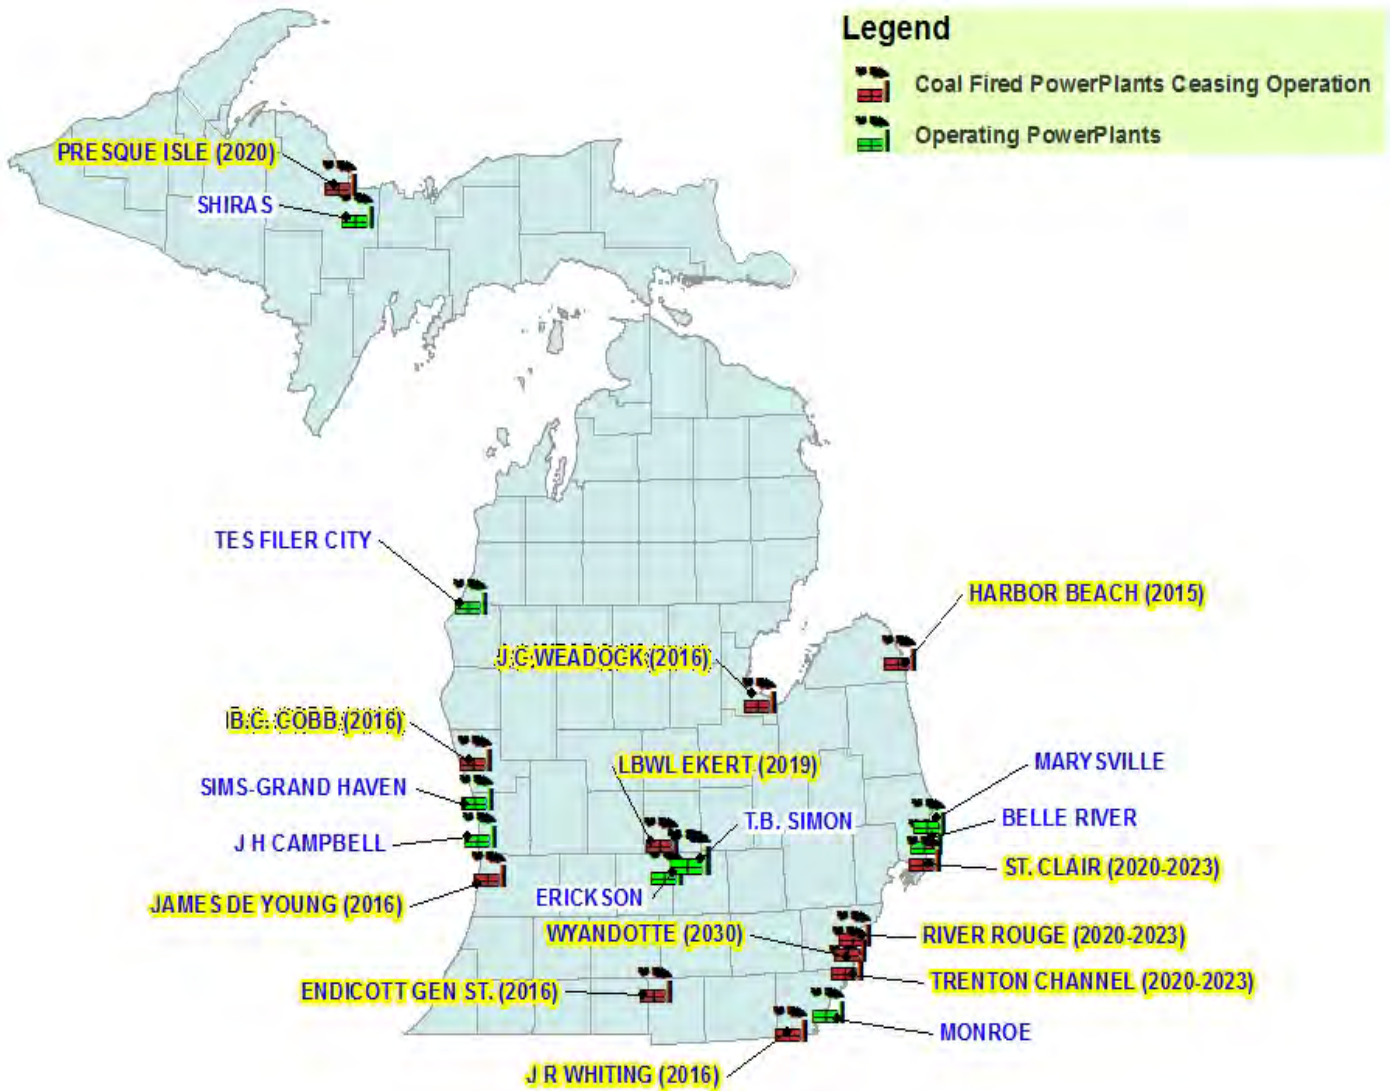 Legend
Coal Fired PowerPlants Ceasing Operation
Operating PowerPlants
PRESQUE ISLE (2020)
SHIRAS
TES FILER CITY
HARBOR BEACH (2015)
J.C.WEADOCK (2016)
B.C. COBB (2016)
LBWL EKERT (2019)
MARYSVILLE
SIMS-GRAND HAVEN
T.B. SIMON
BELLE RIVER
J H CAMPBELL
ST. CLAIR (2020-2023)
JAMES DE YOUNG (2016)
ERICKSON
WYANDOTTE (2030)
RIVER ROUGE (2020-2023)
ENDICOTT GEN ST. (2016)
TRENTON CHANNEL (2020-2023)
MONROE
J R WHITING (2016)